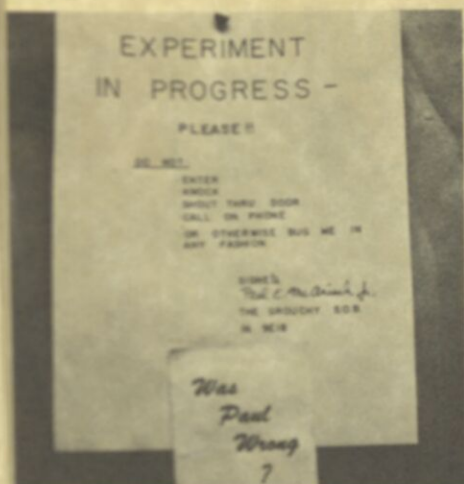 EXPERIMENT
IN PROGRESS -
PLEASE!!
DO NOT
ENTER
KNOCK
SHOUT THRU DOOR
CALL ON PHONE
OR OTHERWISE BUG ME IN
ANY FASHION
SIGNED
THE GROUCHY S.O.B.
IN
Was
Paul
Wrong
?